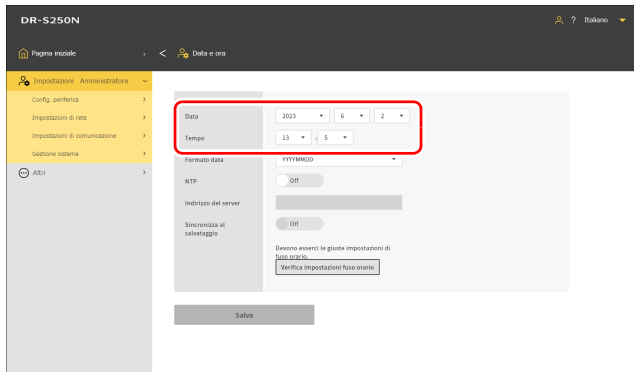 DR-S250N
? Italiano
Pagina iniziale
Data e ora
Impostazioni Amministratore
Config. periferica
Impostazioni di rete
Impostazioni di comunicazione
Gestione sistema
Altri
Data 2023 6 2
Tempo 13 : 5
Formato data YYYYMMDD
NTP Off
Indirizzo del server
Sincronizza al Off
salvataggio
Devono esserci le giuste impostazioni di
fuso orario.
Verifica impostazioni fuso orario
Salva